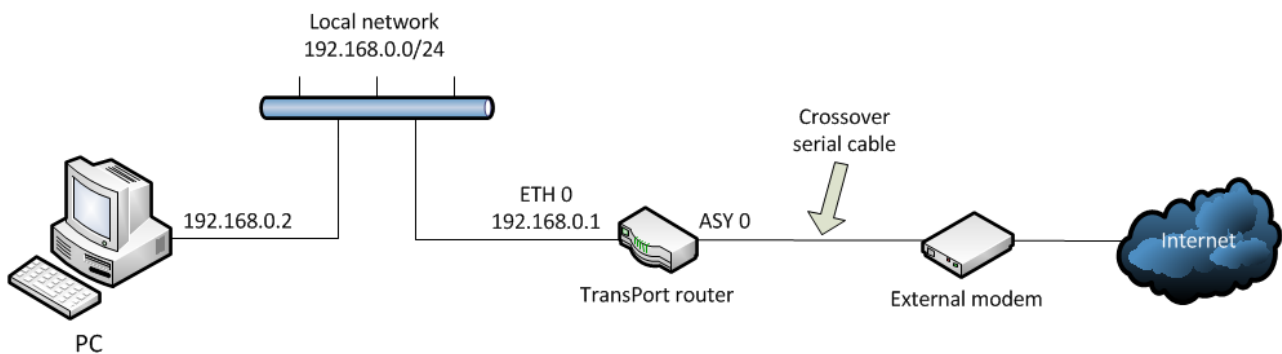 Local network
192.168.0.0/24
Crossover
serial cable
ETH 0
192.168.0.2
192.168.0.1
ASY 0
Internet
TransPort router
External modem
PC